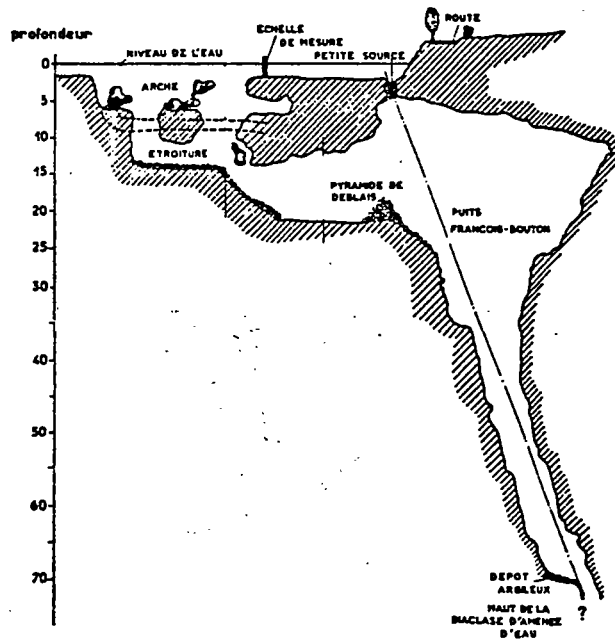 profondeur
ROUTE
ECHELLE
DE MESURE
NIVEAU DE L'EAU
PETITE SOURCE
0
ARCHE
5
10
ETROITURE
15
PYRAMIDE DE
DEBLAIS
20
PUITS
FRANCOIS-BOUTON
25
30
40
50
60
70
DEPOT
ARGILEUX
HAUT DE LA
DIACLASE D'AMENEE
D'EAU
?